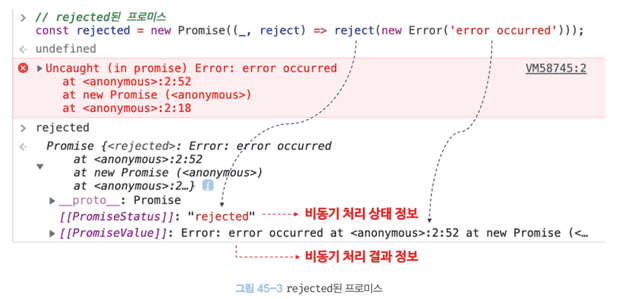 > // rejected된 프로미스
const rejected = new Promise((_, reject) => reject(new Error('error occurred')));
undefined
Uncaught (in promise) Error: error occurred VM58745:2
at <anonymous>:2:52
at new Promise (<anonymous>)
at <anonymous>:2:18
> rejected
Promise {<rejected>: Error: error occurred
at <anonymous>:2:52
at new Promise (<anonymous>)
at <anonymous>:2…} i
__proto__: Promise
[[PromiseStatus]]: "rejected" 비동기 처리 상태 정보
[[PromiseValue]]: Error: error occurred at <anonymous>:2:52 at new Promise (<…
비동기 처리 결과 정보
그림 45-3 rejected된 프로미스